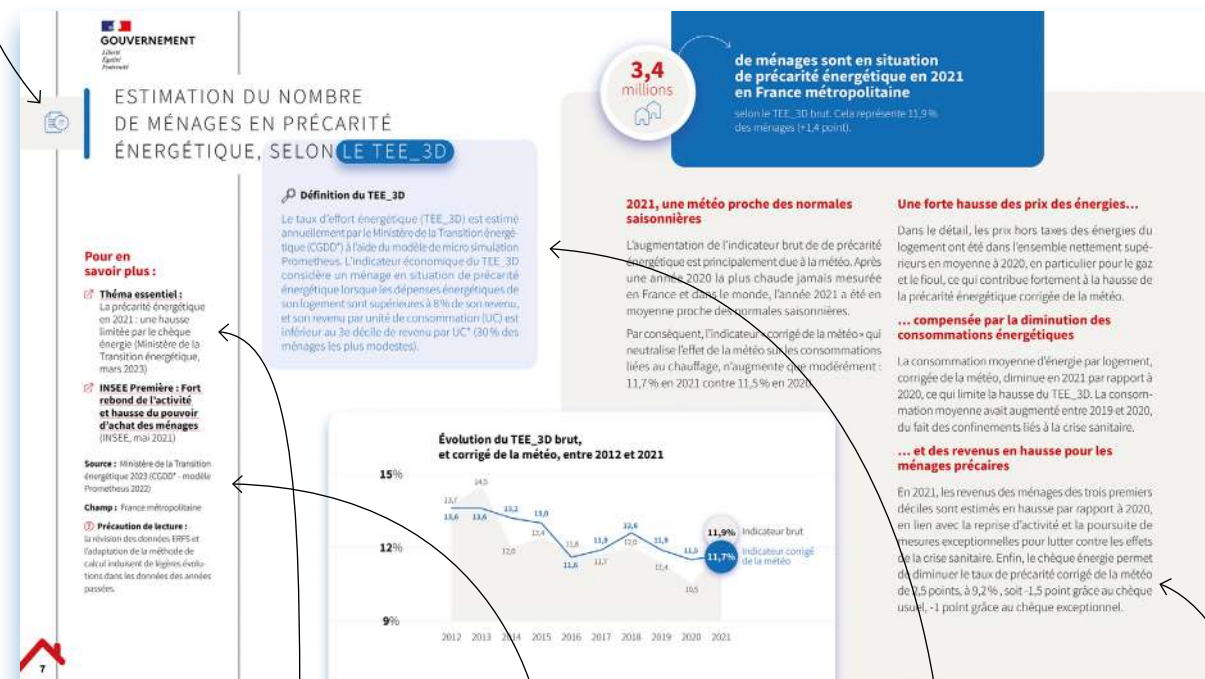 GOUVERNEMENT
Liberté
Égalité
Fraternité
ESTIMATION DU NOMBRE
DE MÉNAGES EN PRÉCARITÉ
ÉNERGÉTIQUE, SELON LE TEE_3D
3,4
millions
de ménages sont en situation
de précarité énergétique en 2021
en France métropolitaine
selon le TEE_3D brut. Cela représente 11,9 %
des ménages (+1,4 point).
Pour en
savoir plus :
Théma essentiel :
La précarité énergétique
en 2021 : une hausse
limitée par le chèque
énergie (Ministère de la
Transition énergétique,
mars 2023)
INSEE Première : Fort
rebond de l'activité
et hausse du pouvoir
d'achat des ménages
(INSEE, mai 2021)
Source : Ministère de la Transition
énergétique 2023 (CGDD* - modèle
Prometheus 2022)
Champ : France métropolitaine
Précaution de lecture :
la révision des données ERFS et
l'adaptation de la méthode de
calcul induisent de légères évolu-
tions dans les données des années
passées.
7
Définition du TEE_3D
Le taux d'effort énergétique (TEE_3D) est estimé
annuellement par le Ministère de la Transition énergé-
tique (CGDD*) à l'aide du modèle de micro simulation
Prometheus. L'indicateur économique du TEE_3D
considère un ménage en situation de précarité
énergétique lorsque les dépenses énergétiques de
son logement sont supérieures à 8 % de son revenu,
et son revenu par unité de consommation (UC) est
inférieur au 3e décile de revenu par UC* (30 % des
ménages les plus modestes).
Évolution du TEE_3D brut,
et corrigé de la météo, entre 2012 et 2021
15%
12%
9%
13,7 14,5 12,0 12,4 11,8 11,7 12,0 11,4 10,5
13,6 13,6 13,2 13,0 11,6 11,9 12,6 11,9 11,5
11,9% Indicateur brut
11,7% Indicateur corrigé
de la météo
2012 2013 2014 2015 2016 2017 2018 2019 2020 2021
2021, une météo proche des normales
saisonnières
L'augmentation de l'indicateur brut de de précarité
énergétique est principalement due à la météo. Après
une année 2020 la plus chaude jamais mesurée
en France et dans le monde, l'année 2021 a été en
moyenne proche des normales saisonnières.
Par conséquent, l'indicateur « corrigé de la météo » qui
neutralise l'effet de la météo sur les consommations
liées au chauffage, n'augmente que modérément :
11,7 % en 2021 contre 11,5 % en 2020.
Une forte hausse des prix des énergies…
Dans le détail, les prix hors taxes des énergies du
logement ont été dans l'ensemble nettement supé-
rieurs en moyenne à 2020, en particulier pour le gaz
et le fioul, ce qui contribue fortement à la hausse de
la précarité énergétique corrigée de la météo.
… compensée par la diminution des
consommations énergétiques
La consommation moyenne d'énergie par logement,
corrigée de la météo, diminue en 2021 par rapport à
2020, ce qui limite la hausse du TEE_3D. La consom-
mation moyenne avait augmenté entre 2019 et 2020,
du fait des confinements liés à la crise sanitaire.
… et des revenus en hausse pour les
ménages précaires
En 2021, les revenus des ménages des trois premiers
déciles sont estimés en hausse par rapport à 2020,
en lien avec la reprise d'activité et la poursuite de
mesures exceptionnelles pour lutter contre les effets
de la crise sanitaire. Enfin, le chèque énergie permet
de diminuer le taux de précarité corrigé de la météo
de 2,5 points, à 9,2% , soit -1,5 point grâce au chèque
usuel, -1 point grâce au chèque exceptionnel.